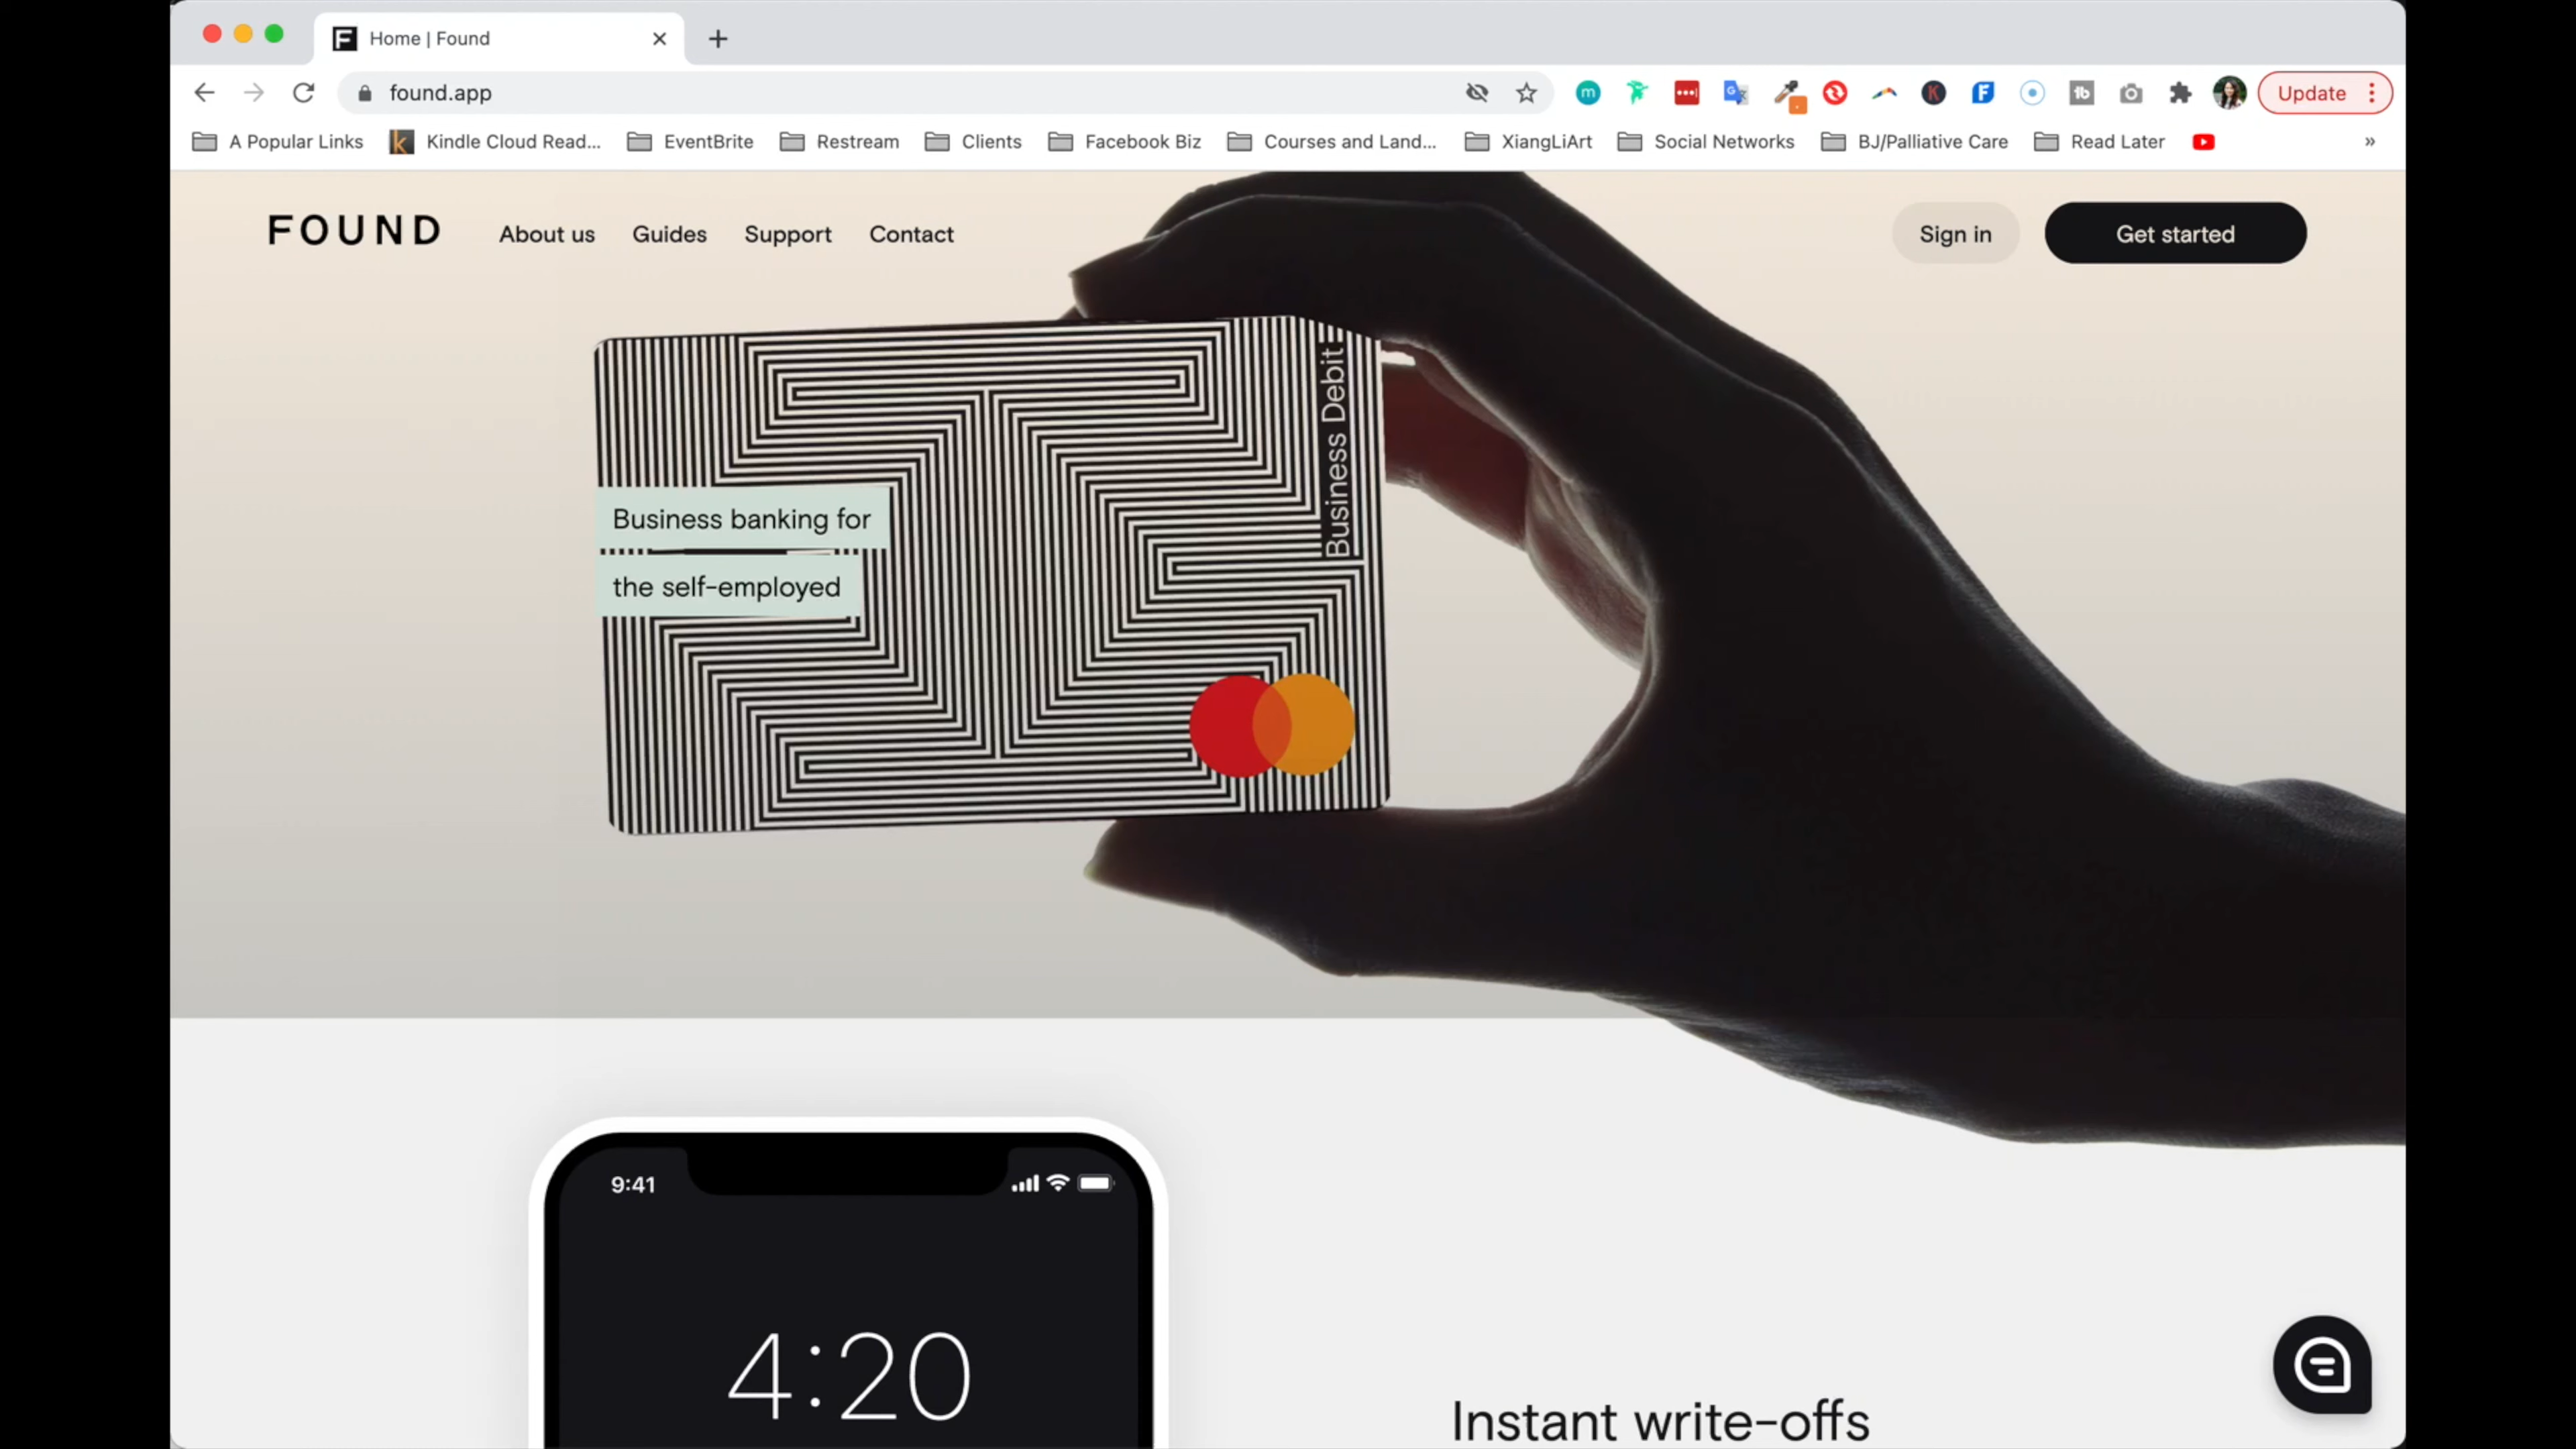 Home | Found
found.app
Update
A Popular Links
Kindle Cloud Read...
EventBrite
Restream
Clients
Facebook Biz
Courses and Land...
XiangLiArt
Social Networks
BJ/Palliative Care
Read Later
»
FOUND
About us
Guides
Support
Contact
Sign in
Get started
Business Debit
Business banking for
the self-employed
9:41
4:20
Instant write-offs